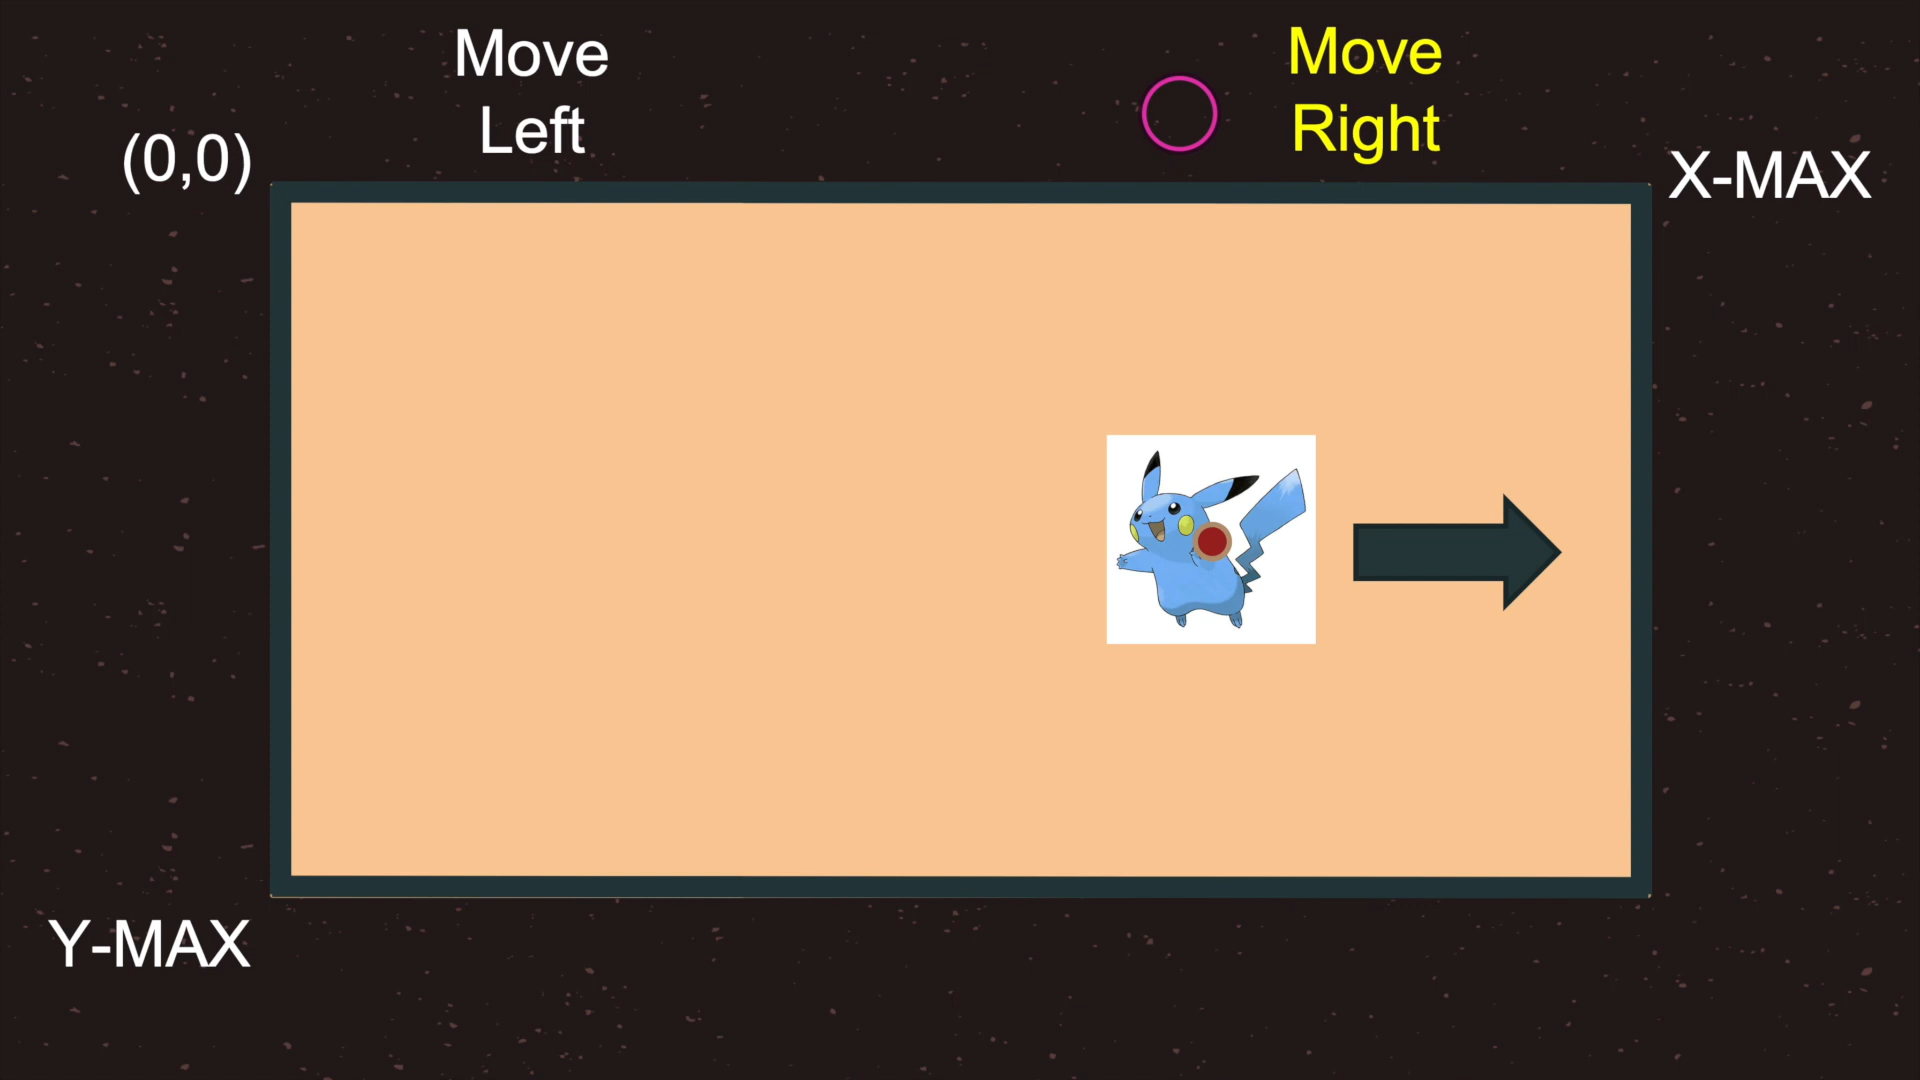 Move
Left
Move
Right
(0,0)
X-MAX
Y-MAX